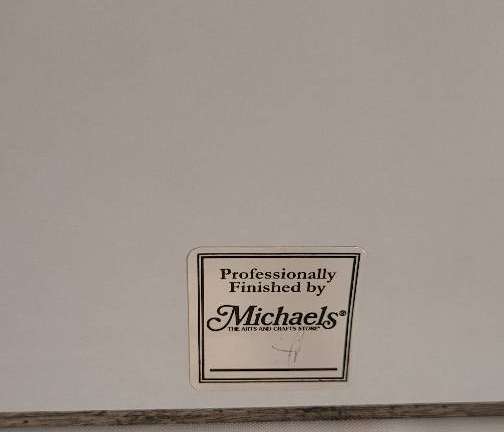 Professionally
Finished by
Michaels®
THE ARTS AND CRAFTS STORE®